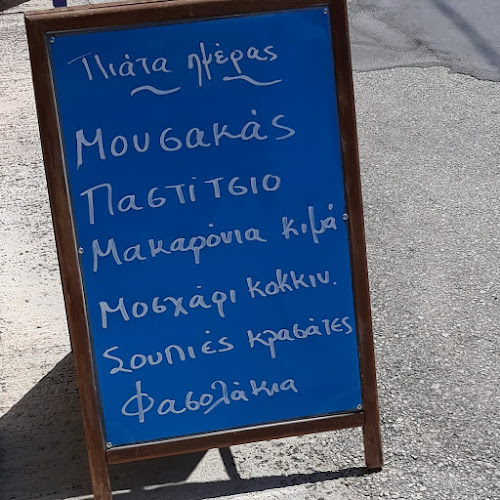 Πιάτα ημέρας
Μουσακάς
Παστίτσιο
Μακαρόνια κιμά
Μοσχάρι κοκκιν.
Σουπιές κρασάτες
Φασολάκια